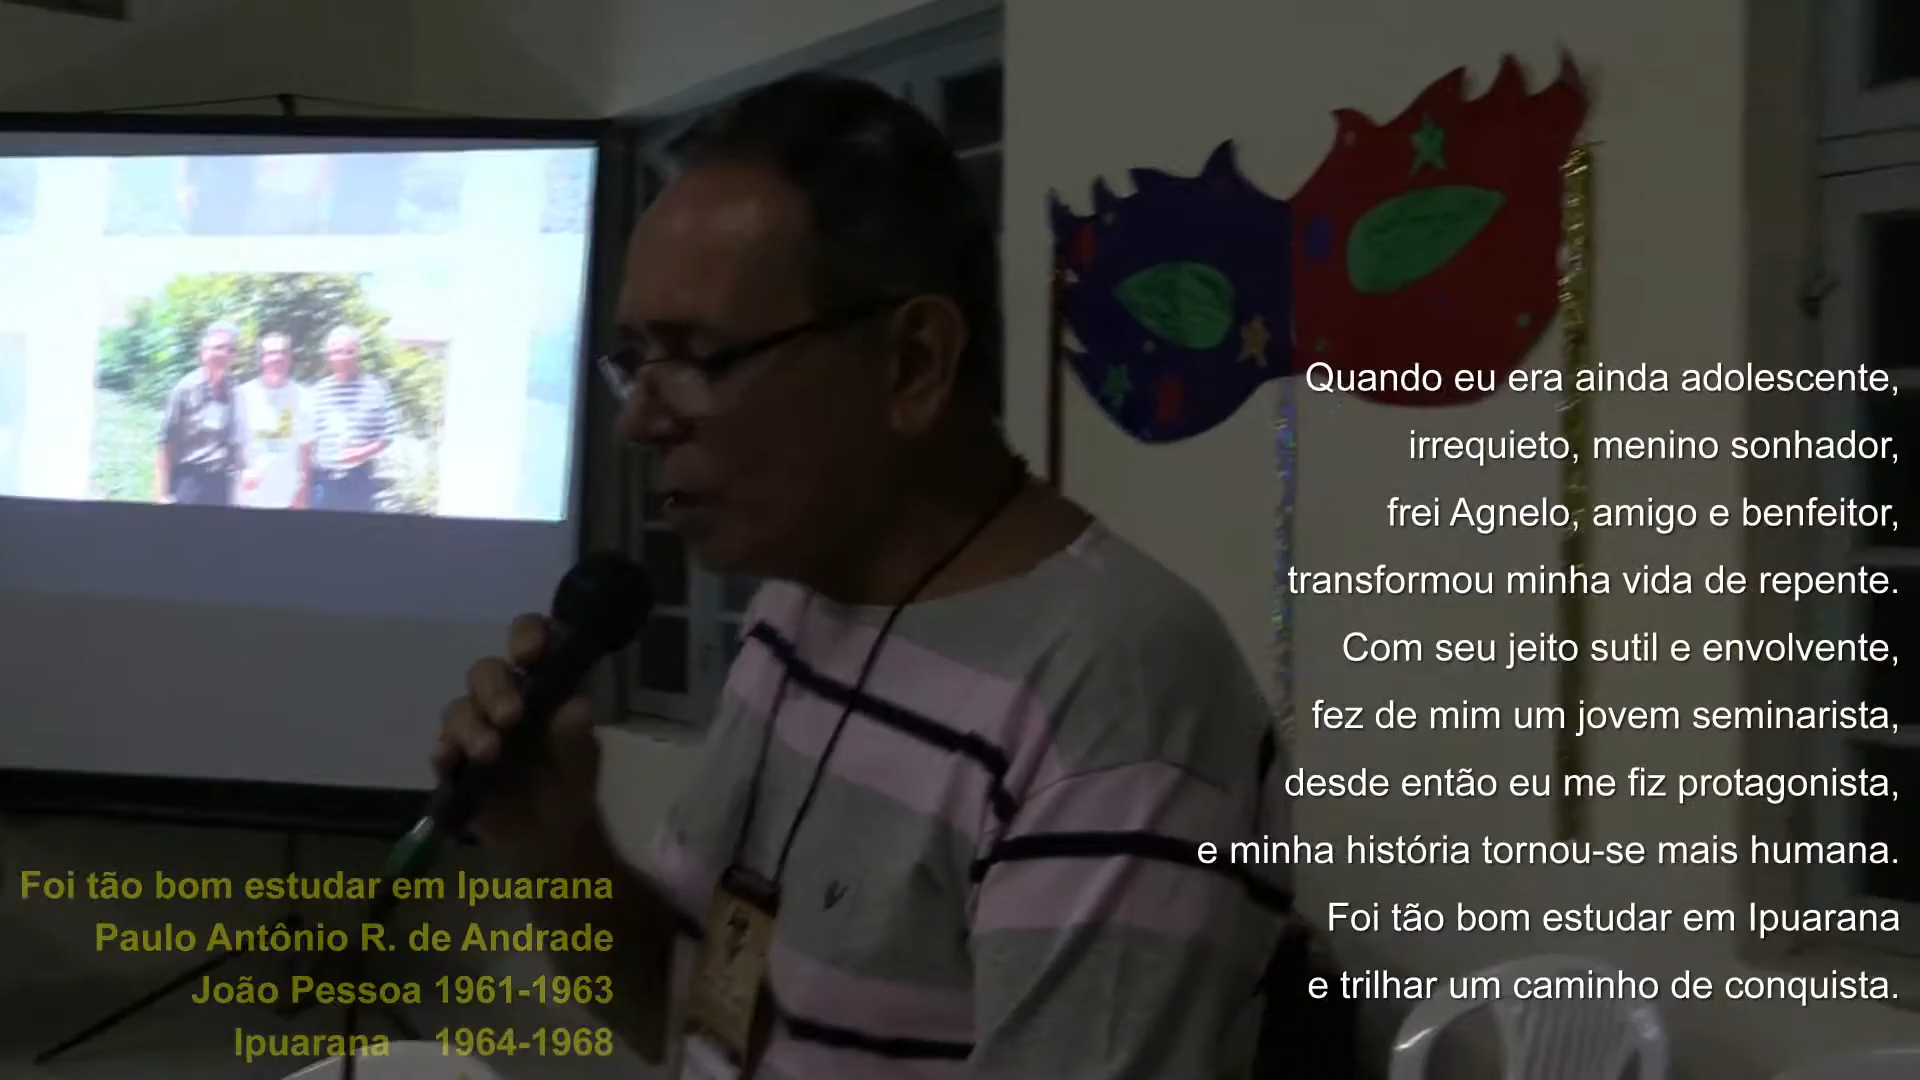 Quando eu era ainda adolescente,
irrequieto, menino sonhador,
frei Agnelo, amigo e benfeitor,
transformou minha vida de repente.
Com seu jeito sutil e envolvente,
fez de mim um jovem seminarista,
desde então eu me fiz protagonista,
e minha história tornou-se mais humana.
Foi tão bom estudar em Ipuarana
e trilhar um caminho de conquista.
Foi tão bom estudar em Ipuarana
Paulo Antônio R. de Andrade
João Pessoa 1961-1963
Ipuarana 1964-1968